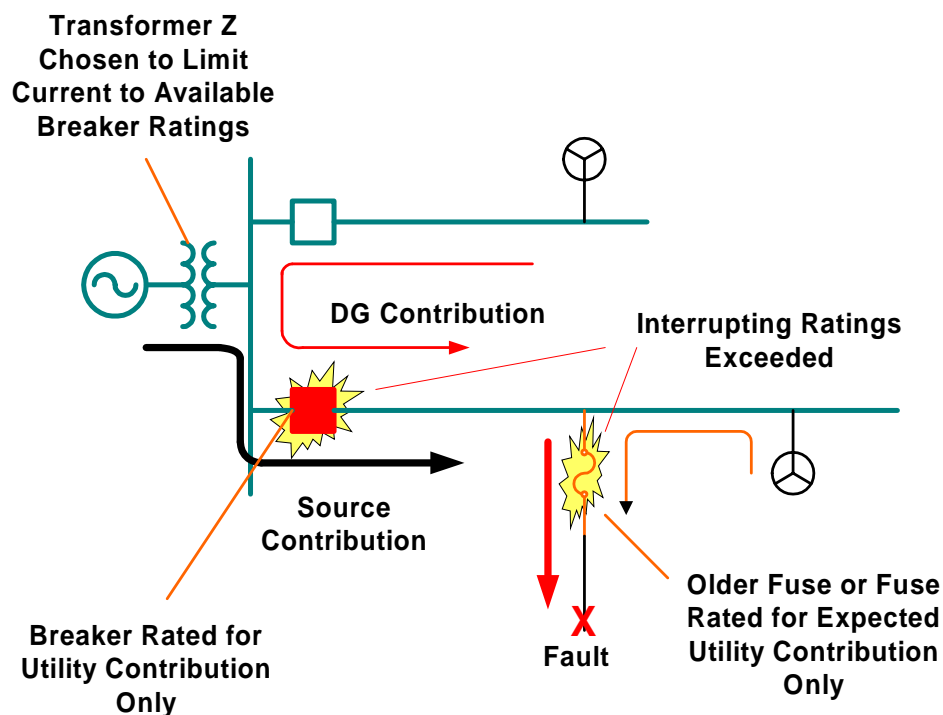 Transformer Z
Chosen to Limit
Current to Available
Breaker Ratings
DG Contribution
Interrupting Ratings
Exceeded
Source
Contribution
Breaker Rated for
Utility Contribution
Only
X
Fault
Older Fuse or Fuse
Rated for Expected
Utility Contribution
Only